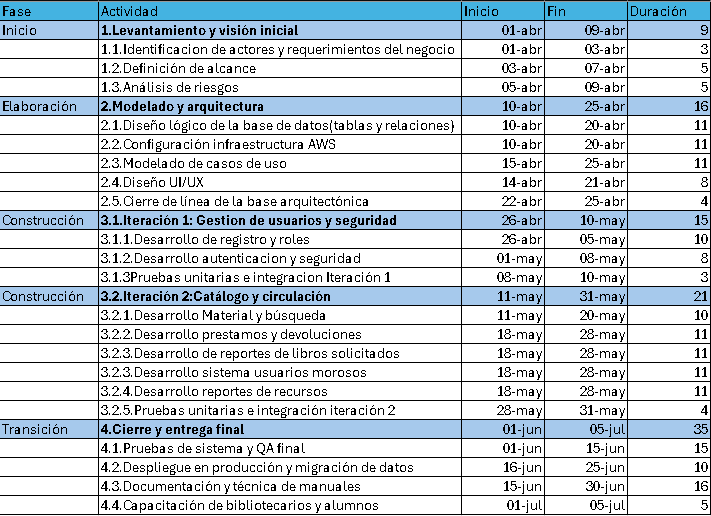 Fase Actividad Inicio Fin Duración
Inicio 1.Levantamiento y visión inicial 01-abr 09-abr 9
1.1.Identificacion de actores y requerimientos del negocio 01-abr 03-abr 3
1.2.Definición de alcance 03-abr 07-abr 5
1.3.Análisis de riesgos 05-abr 09-abr 5
Elaboración 2.Modelado y arquitectura 10-abr 25-abr 16
2.1.Diseño lógico de la base de datos(tablas y relaciones) 10-abr 20-abr 11
2.2.Configuración infraestructura AWS 10-abr 20-abr 11
2.3.Modelado de casos de uso 15-abr 25-abr 11
2.4.Diseño UI/UX 14-abr 21-abr 8
2.5.Cierre de línea de la base arquitectónica 22-abr 25-abr 4
Construcción 3.1.Iteración 1: Gestion de usuarios y seguridad 26-abr 10-may 15
3.1.1.Desarrollo de registro y roles 26-abr 05-may 10
3.1.2.Desarrollo autenticacion y seguridad 01-may 08-may 8
3.1.3Pruebas unitarias e integracion Iteración 1 08-may 10-may 3
Construcción 3.2.Iteración 2:Catálogo y circulación 11-may 31-may 21
3.2.1.Desarrollo Material y búsqueda 11-may 20-may 10
3.2.2.Desarrollo prestamos y devoluciones 18-may 28-may 11
3.2.3.Desarrollo de reportes de libros solicitados 18-may 28-may 11
3.2.3.Desarrollo sistema usuarios morosos 18-may 28-may 11
3.2.4.Desarrollo reportes de recursos 18-may 28-may 11
3.2.5.Pruebas unitarias e integración iteración 2 28-may 31-may 4
Transición 4.Cierre y entrega final 01-jun 05-jul 35
4.1.Pruebas de sistema y QA final 01-jun 15-jun 15
4.2.Despliegue en producción y migración de datos 16-jun 25-jun 10
4.3.Documentación y técnica de manuales 15-jun 30-jun 16
4.4.Capacitación de bibliotecarios y alumnos 01-jul 05-jul 5